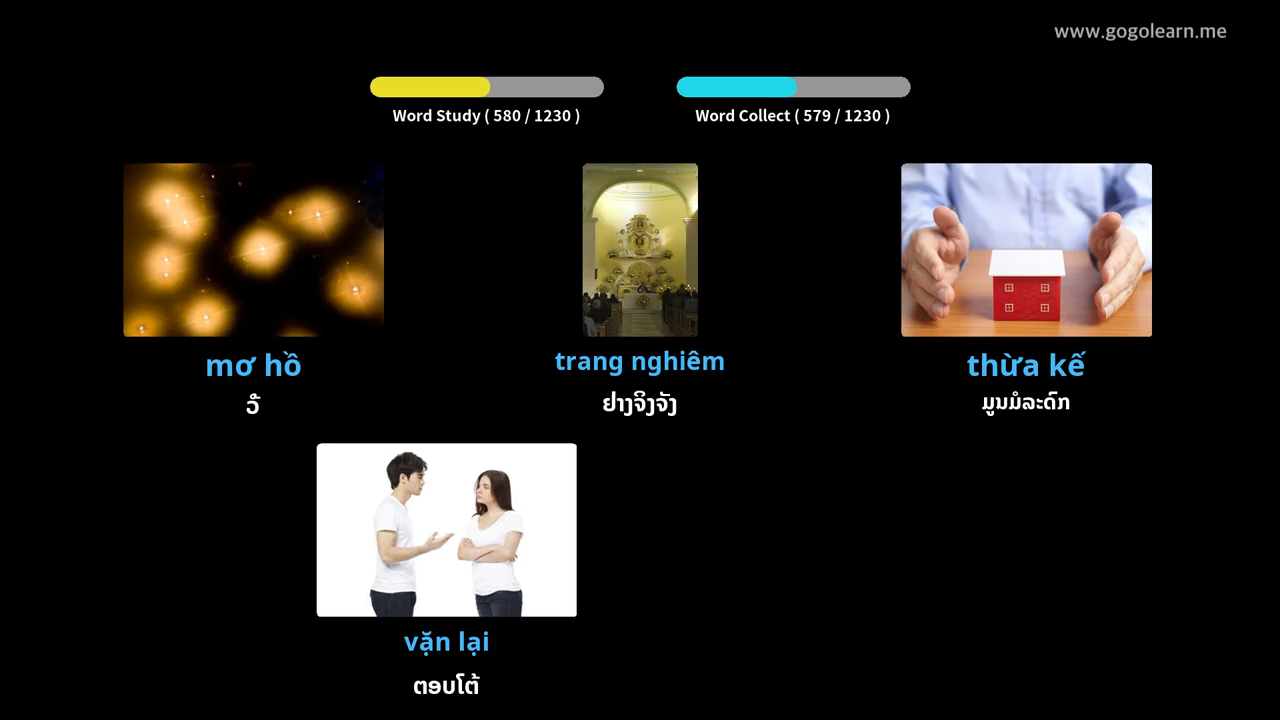 www.gogolearn.me
Word Study ( 580 / 1230 )
Word Collect ( 579 / 1230 )
mơ hồ
trang nghiêm
thừa kế
ວໍ້
ຢ່າງຈິງຈັງ
ມູນມໍລະດົກ
vặn lại
ຕອບໂຕ້